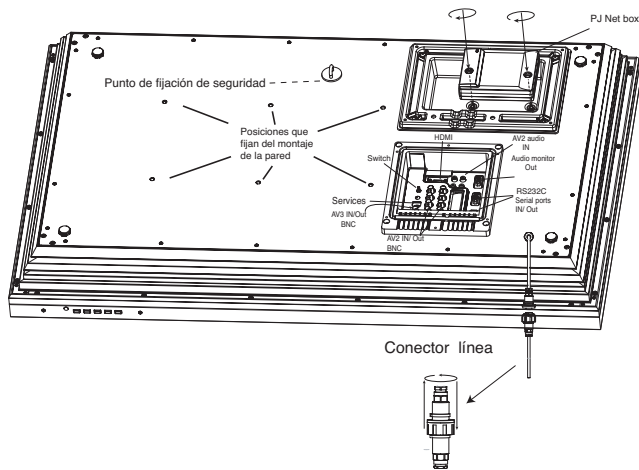 PJ Net box
Punto de fijación de seguridad
Posiciones que
fijan del montaje
de la pared
HDMI
AV2 audio
IN
Switch
Audio monitor
Out
Services
RS232C
Serial ports
IN/ Out
AV3 IN/Out
BNC
AV2 IN/ Out
BNC
Conector línea